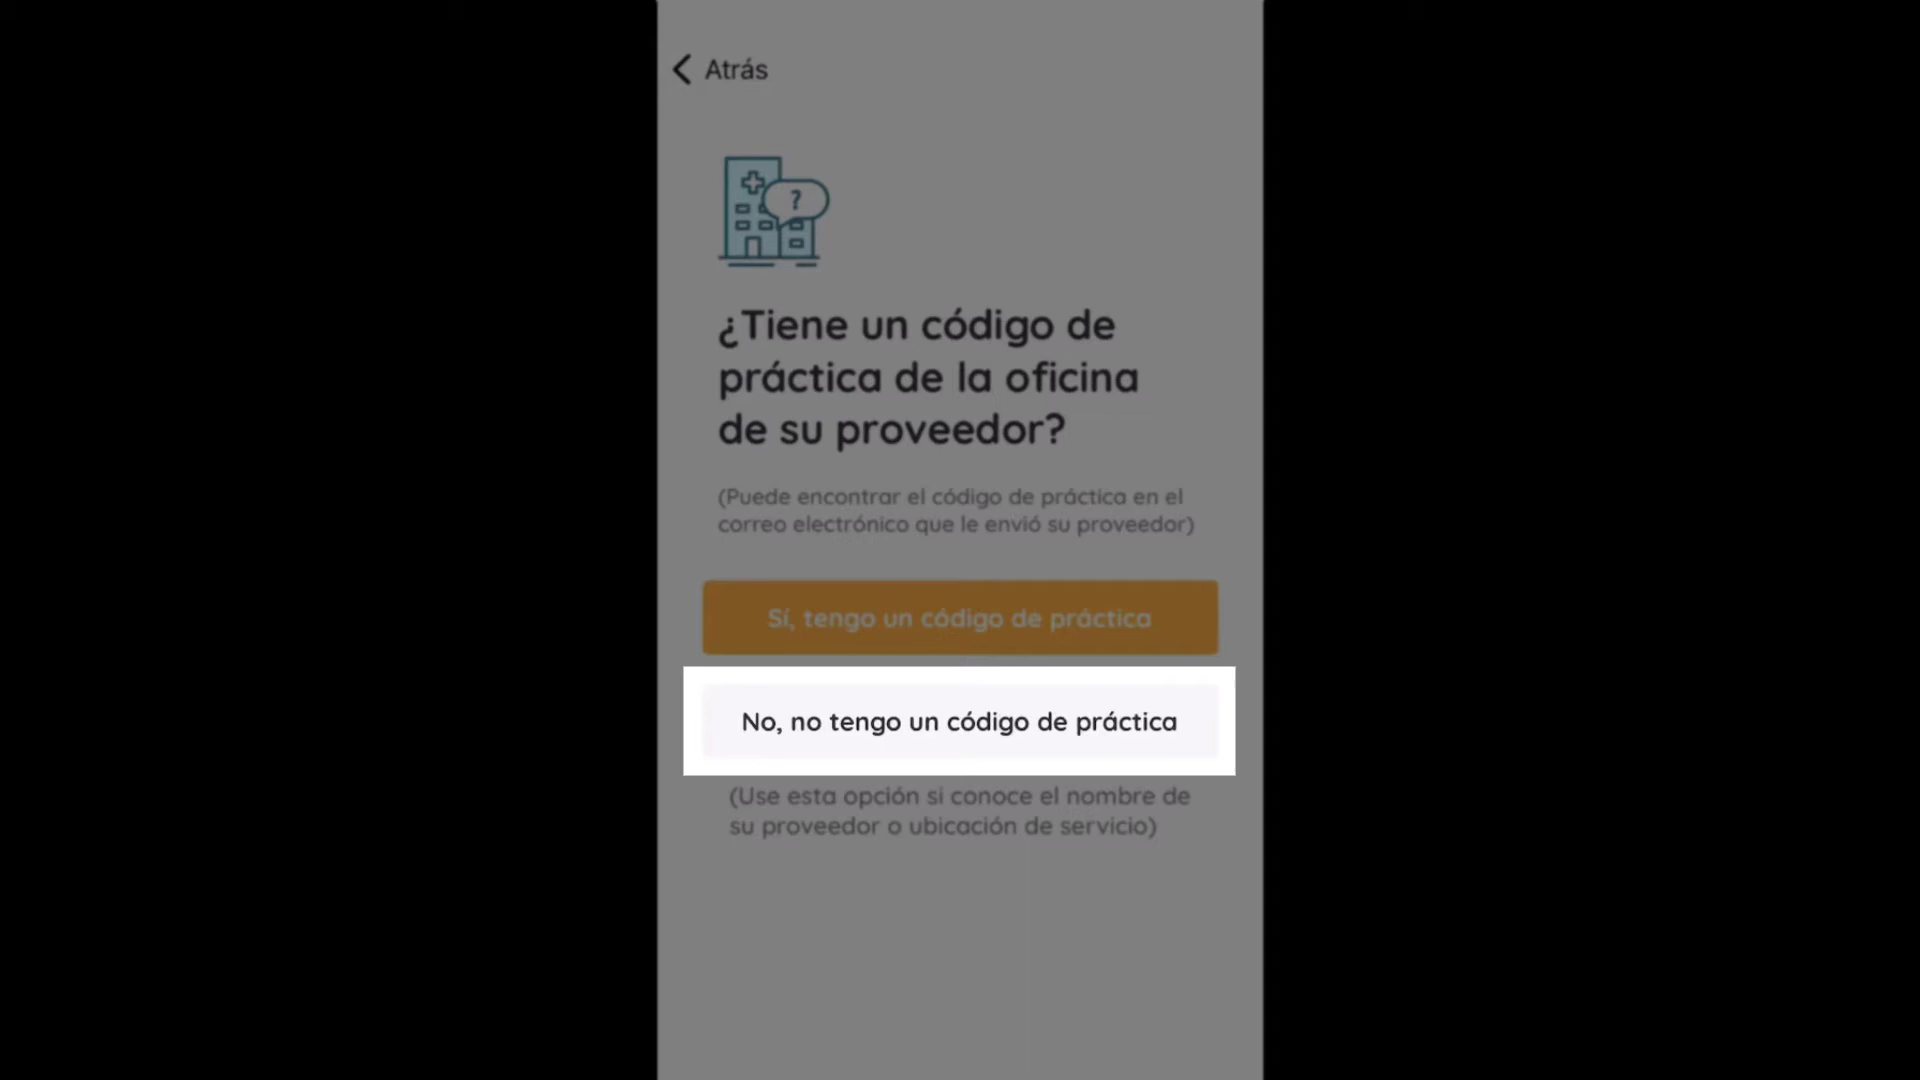 Atrás
?
¿Tiene un código de
práctica de la oficina
de su proveedor?
(Puede encontrar el código de práctica en el
correo electrónico que le envió su proveedor)
Sí, tengo un código de práctica
No, no tengo un código de práctica
(Use esta opción si conoce el nombre de
su proveedor o ubicación de servicio)